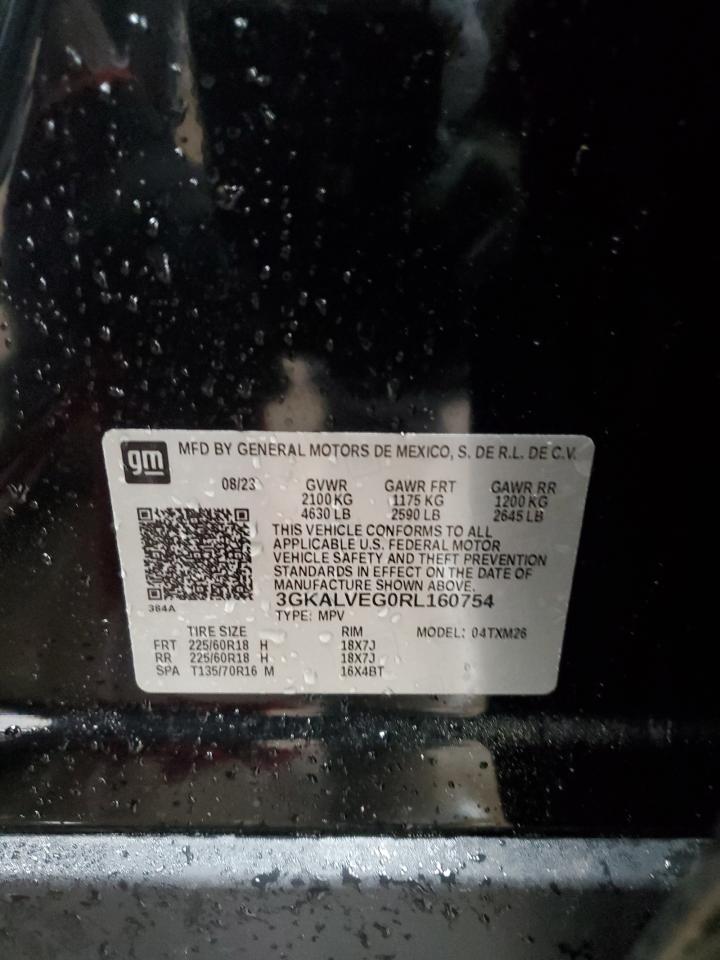 gm MFD BY GENERAL MOTORS DE MEXICO, S. DE R.L. DE C.V.
08/23 GVWR GAWR FRT GAWR RR
2100 KG 1175 KG 1200 KG
4630 LB 2590 LB 2645 LB
THIS VEHICLE CONFORMS TO ALL
APPLICABLE U.S. FEDERAL MOTOR
VEHICLE SAFETY AND THEFT PREVENTION
STANDARDS IN EFFECT ON THE DATE OF
MANUFACTURE SHOWN ABOVE.
384A 3GKALVEG0RL160754
TYPE: MPV
TIRE SIZE RIM MODEL: 04TXM26
FRT 225/60R18 H 18X7J
RR 225/60R18 H 18X7J
SPA T135/70R16 M 16X4BT